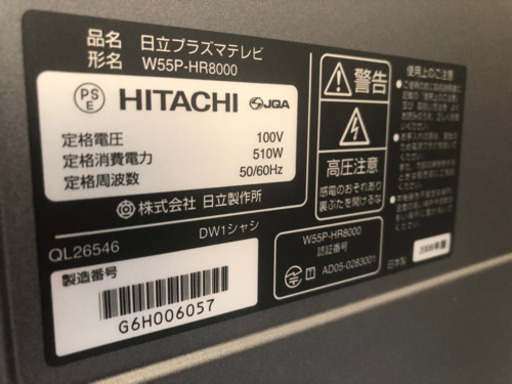 品名 日立プラズマテレビ
形名 W55P-HR8000
PS
E
HITACHI JQA
定格電圧 100V
定格消費電力 510W
定格周波数 50/60Hz
株式会社 日立製作所
DW1シャシ
QL26546
製造番号
G6H006057
警告
高圧注意
感電のおそれあり
裏ぶたを開けるな
使用上のご注意
W55P-HR8000
認証番号
AD05-0283001
日本製
2006年製